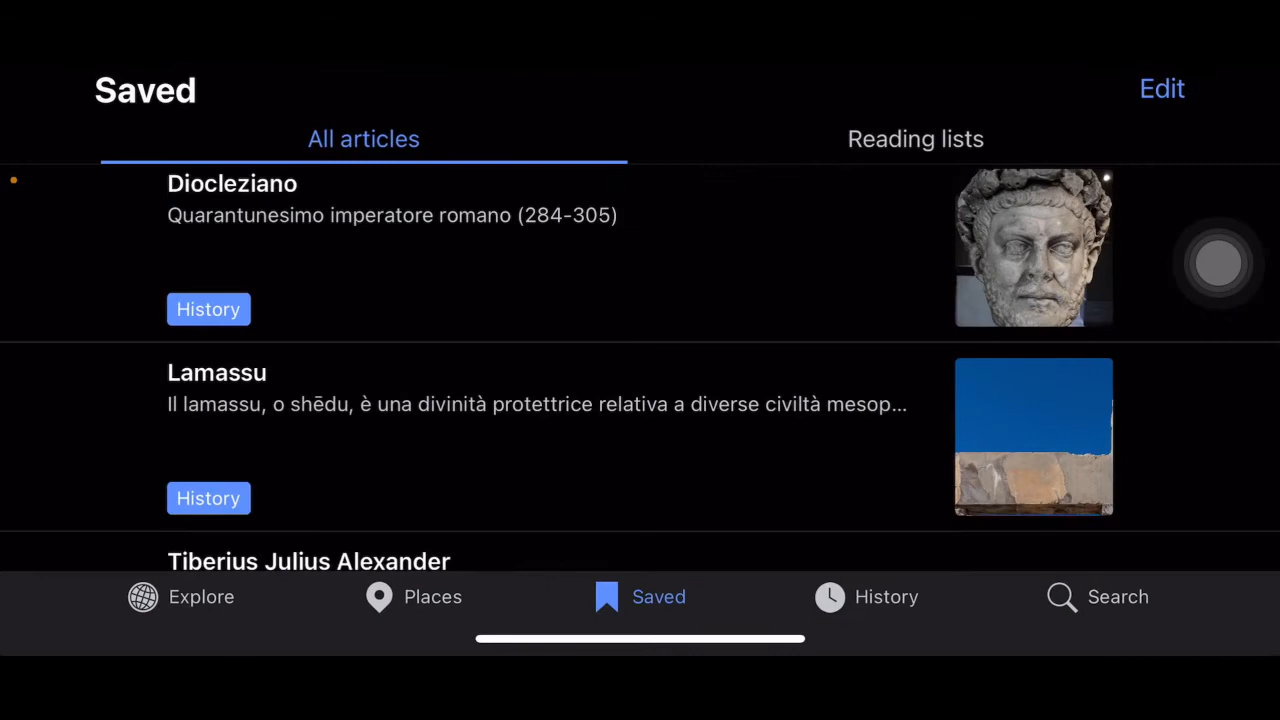 Saved
Edit
All articles
Reading lists
Diocleziano
Quarantunesimo imperatore romano (284-305)
History
Lamassu
Il lamassu, o shēdu, è una divinità protettrice relativa a diverse civiltà mesop...
History
Tiberius Julius Alexander
Explore
Places
Saved
History
Search